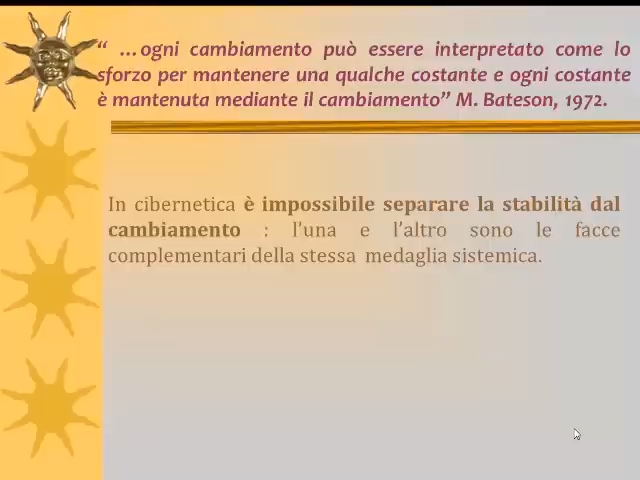 “ …ogni cambiamento può essere interpretato come lo
sforzo per mantenere una qualche costante e ogni costante
è mantenuta mediante il cambiamento” M. Bateson, 1972.
In cibernetica è impossibile separare la stabilità dal
cambiamento : l’una e l’altro sono le facce
complementari della stessa medaglia sistemica.